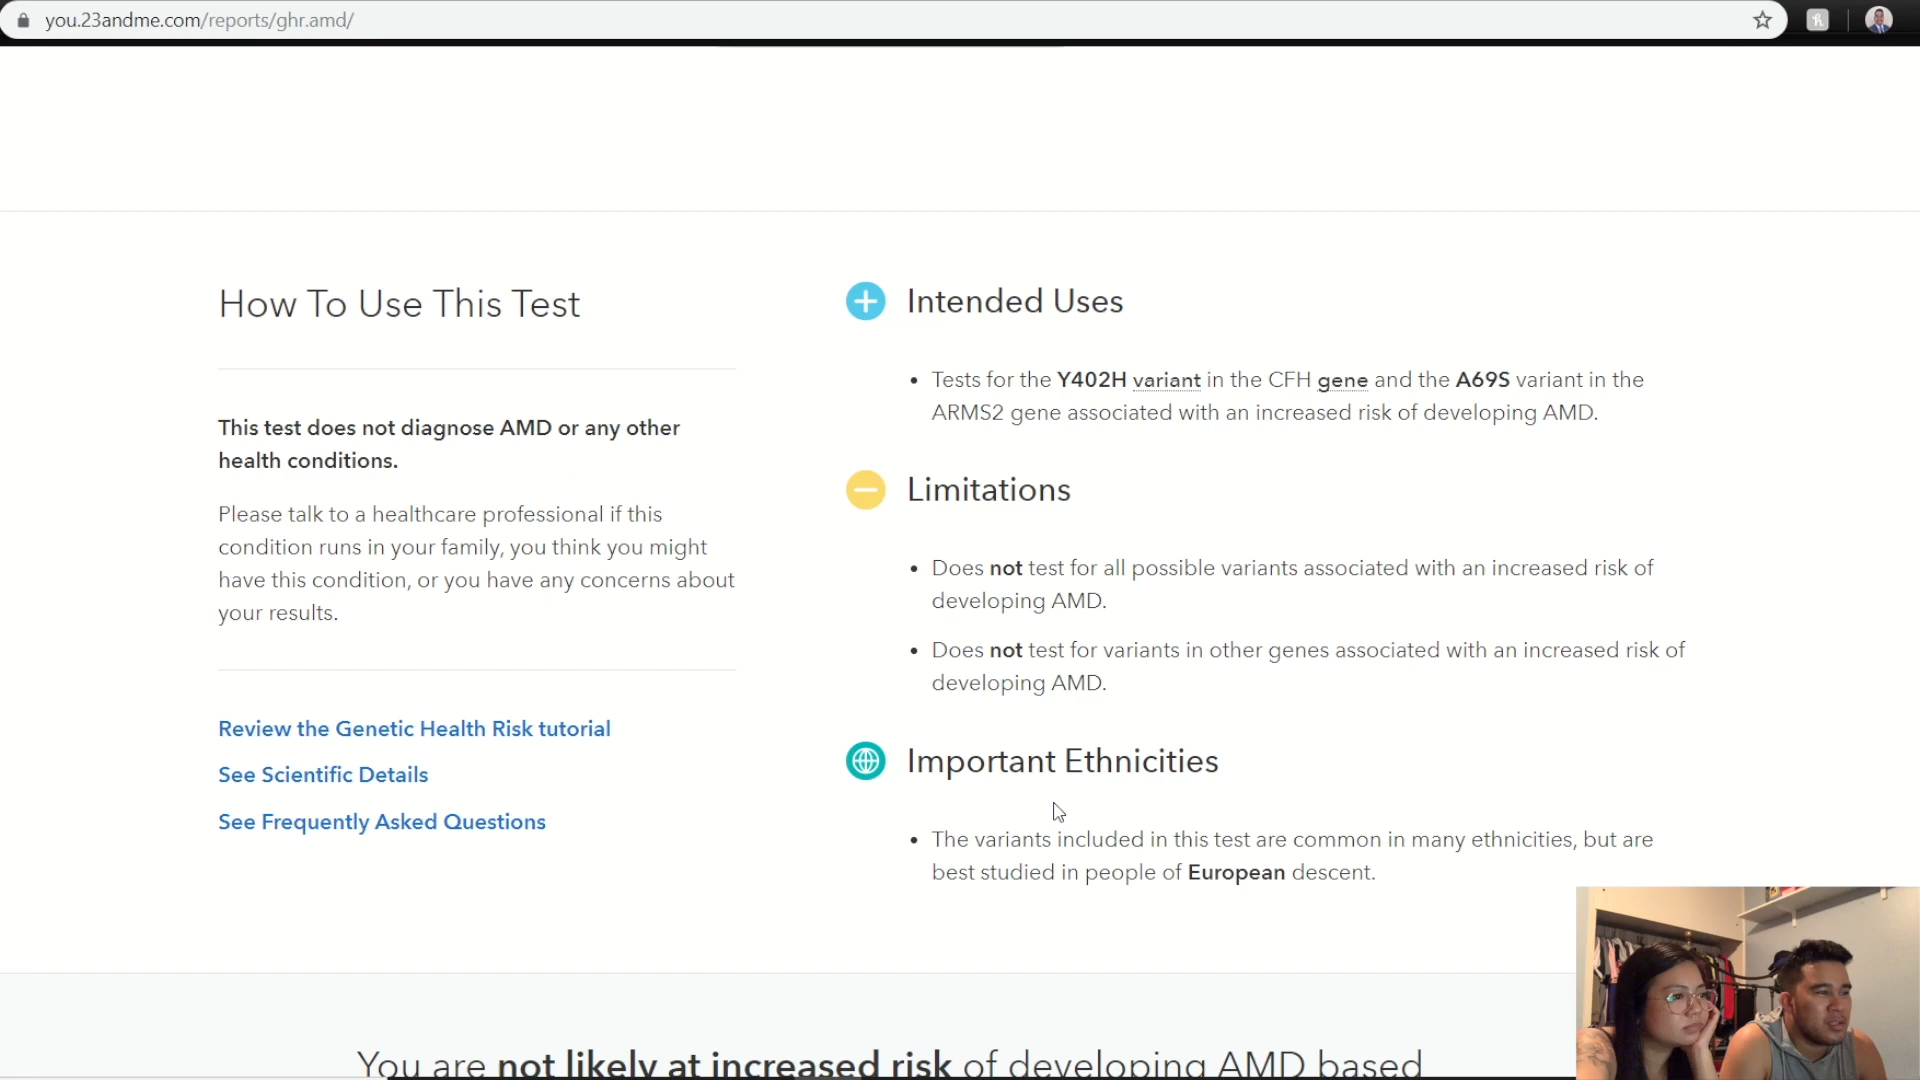 you.23andme.com/reports/ghr.amd/
How To Use This Test
This test does not diagnose AMD or any other
health conditions.
Please talk to a healthcare professional if this
condition runs in your family, you think you might
have this condition, or you have any concerns about
your results.
Review the Genetic Health Risk tutorial
See Scientific Details
See Frequently Asked Questions
Intended Uses
• Tests for the Y402H variant in the CFH gene and the A69S variant in the
ARMS2 gene associated with an increased risk of developing AMD.
Limitations
• Does not test for all possible variants associated with an increased risk of
developing AMD.
• Does not test for variants in other genes associated with an increased risk of
developing AMD.
Important Ethnicities
• The variants included in this test are common in many ethnicities, but are
best studied in people of European descent.
You are not likely at increased risk of developing AMD based